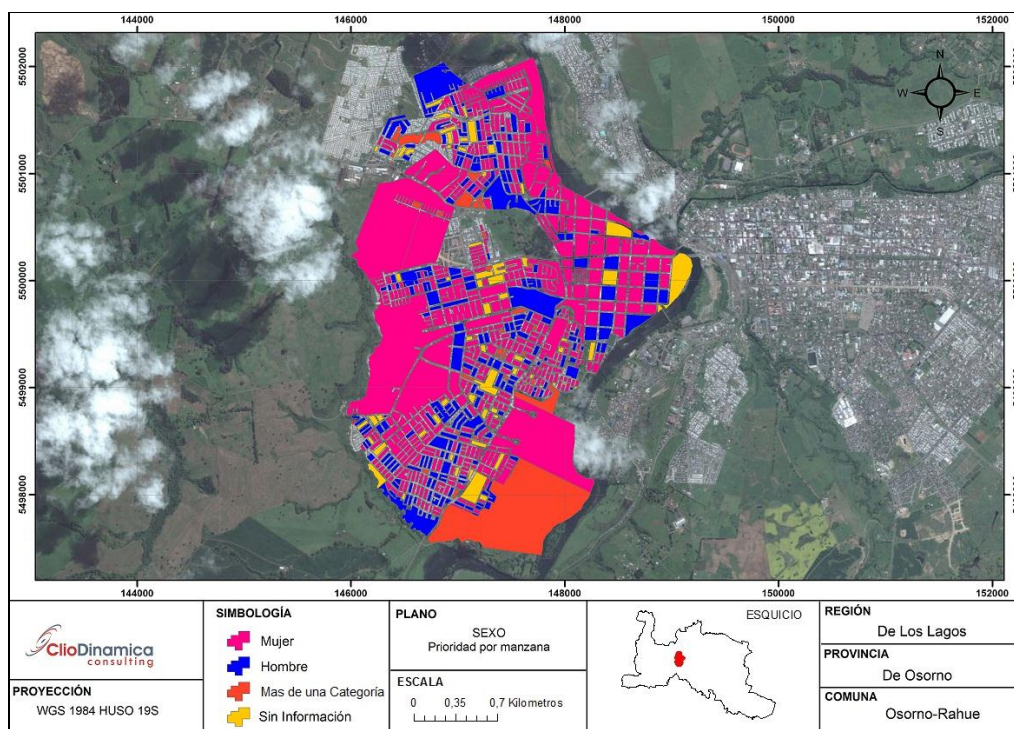 144000 146000 148000 150000 152000
5502000
5501000
5500000
5499000
5498000
N
W E
S
144000 146000 148000 150000 152000
ClioDinamica
consulting
PROYECCIÓN
WGS 1984 HUSO 19S
SIMBOLOGÍA
Mujer
Hombre
Mas de una Categoría
Sin Información
PLANO
SEXO
Prioridad por manzana
ESCALA
0 0,35 0,7 Kilometros
ESQUICIO
REGIÓN
De Los Lagos
PROVINCIA
De Osorno
COMUNA
Osorno-Rahue